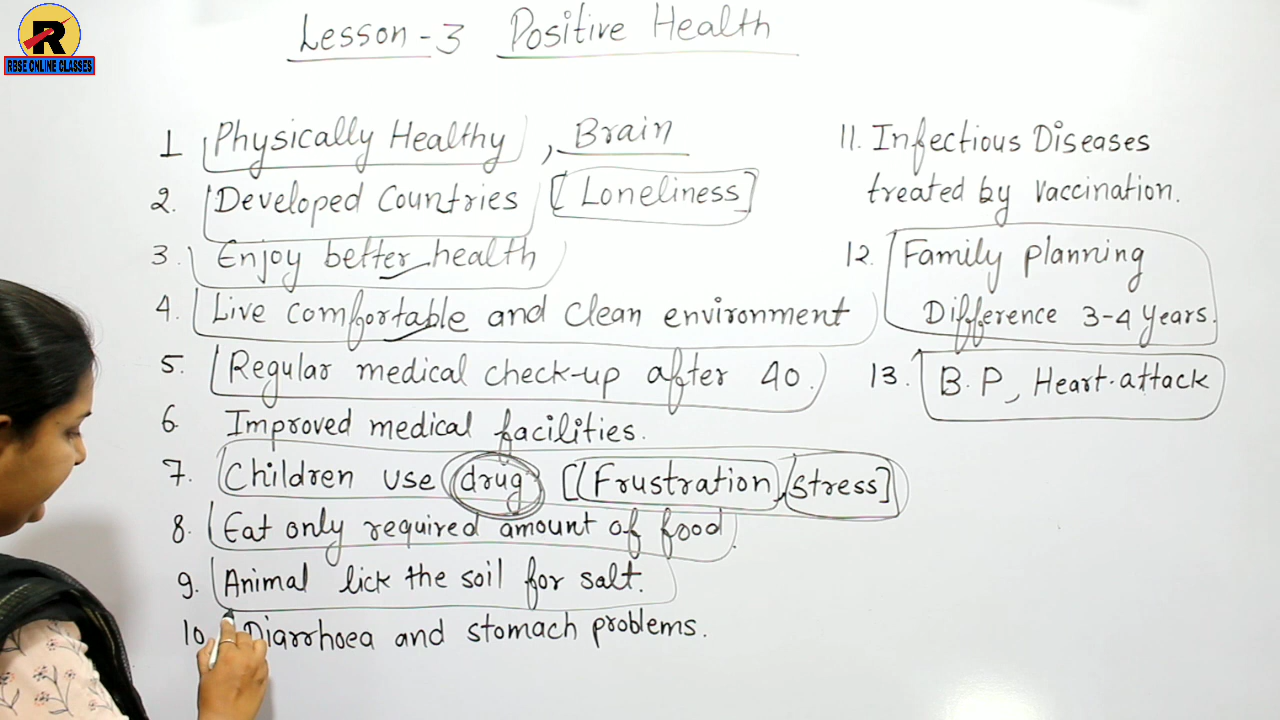 R
RBSE ONLINE CLASSES
Lesson - 3 Positive Health
1 Physically Healthy, Brain
2. Developed Countries [Loneliness]
3. Enjoy better health
4. Live comfortable and clean environment
5. Regular medical check-up after 40.
6. Improved medical facilities.
7. Children use drug [Frustration, stress]
8. Eat only required amount of food.
9. Animal lick the soil for salt.
10 Diarrhoea and stomach problems.
11. Infectious Diseases
treated by vaccination.
12. Family planning
Difference 3-4 years.
13. B.P, Heart-attack